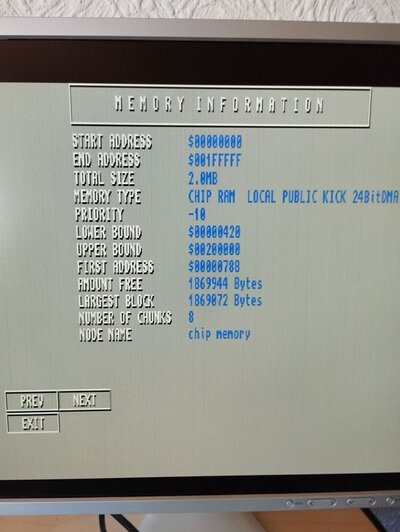 MEMORY INFORMATION
START ADDRESS $00000000
END ADDRESS $001FFFFF
TOTAL SIZE 2.0MB
MEMORY TYPE CHIP RAM LOCAL PUBLIC KICK 24BitDMA
PRIORITY -10
LOWER BOUND $00000420
UPPER BOUND $00200000
FIRST ADDRESS $00000788
AMOUNT FREE 1869944 Bytes
LARGEST BLOCK 1869072 Bytes
NUMBER OF CHUNKS 8
NODE NAME chip memory
PREV NEXT
EXIT